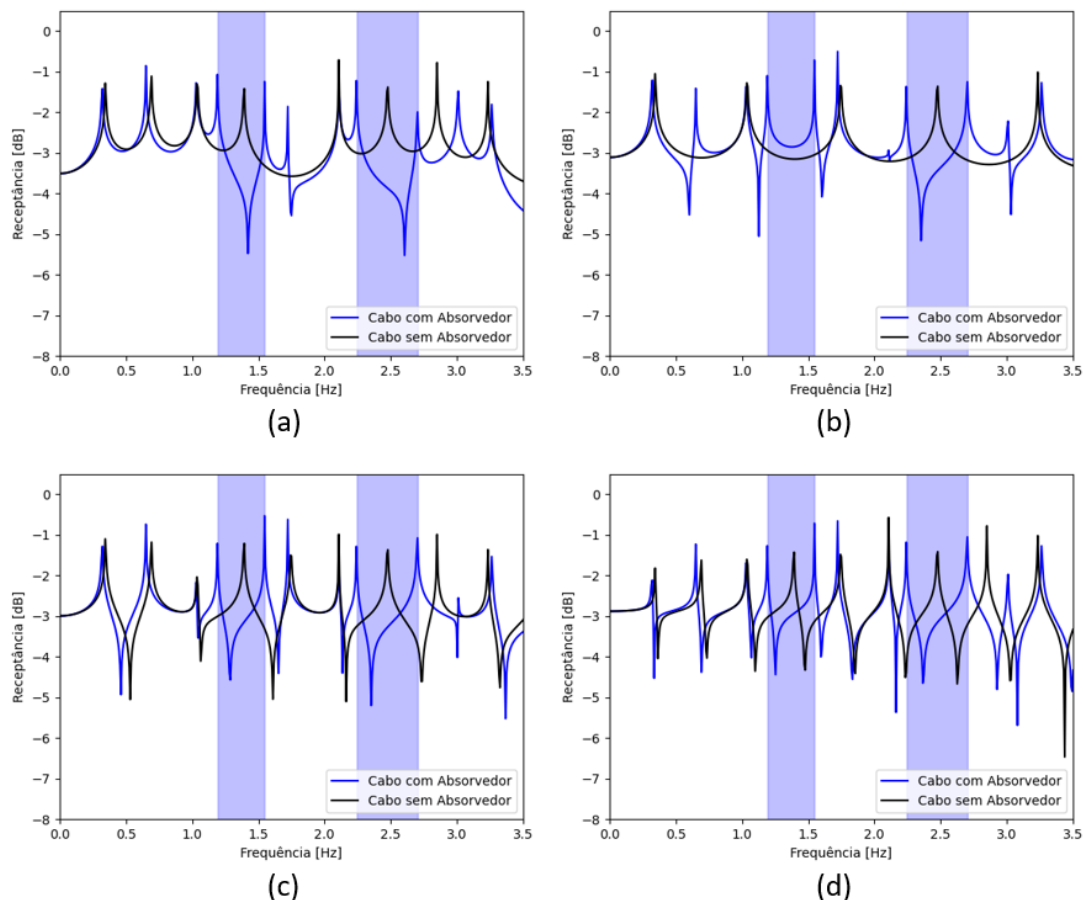 0
−1
−2
−3
−4
−5
−6
−7
−8
Receptância [dB]
Cabo com Absorvedor
Cabo sem Absorvedor
0.0 0.5 1.0 1.5 2.0 2.5 3.0 3.5
Frequência [Hz]
(a)
0
−1
−2
−3
−4
−5
−6
−7
−8
Receptância [dB]
Cabo com Absorvedor
Cabo sem Absorvedor
0.0 0.5 1.0 1.5 2.0 2.5 3.0 3.5
Frequência [Hz]
(b)
0
−1
−2
−3
−4
−5
−6
−7
−8
Receptância [dB]
Cabo com Absorvedor
Cabo sem Absorvedor
0.0 0.5 1.0 1.5 2.0 2.5 3.0 3.5
Frequência [Hz]
(c)
0
−1
−2
−3
−4
−5
−6
−7
−8
Receptância [dB]
Cabo com Absorvedor
Cabo sem Absorvedor
0.0 0.5 1.0 1.5 2.0 2.5 3.0 3.5
Frequência [Hz]
(d)